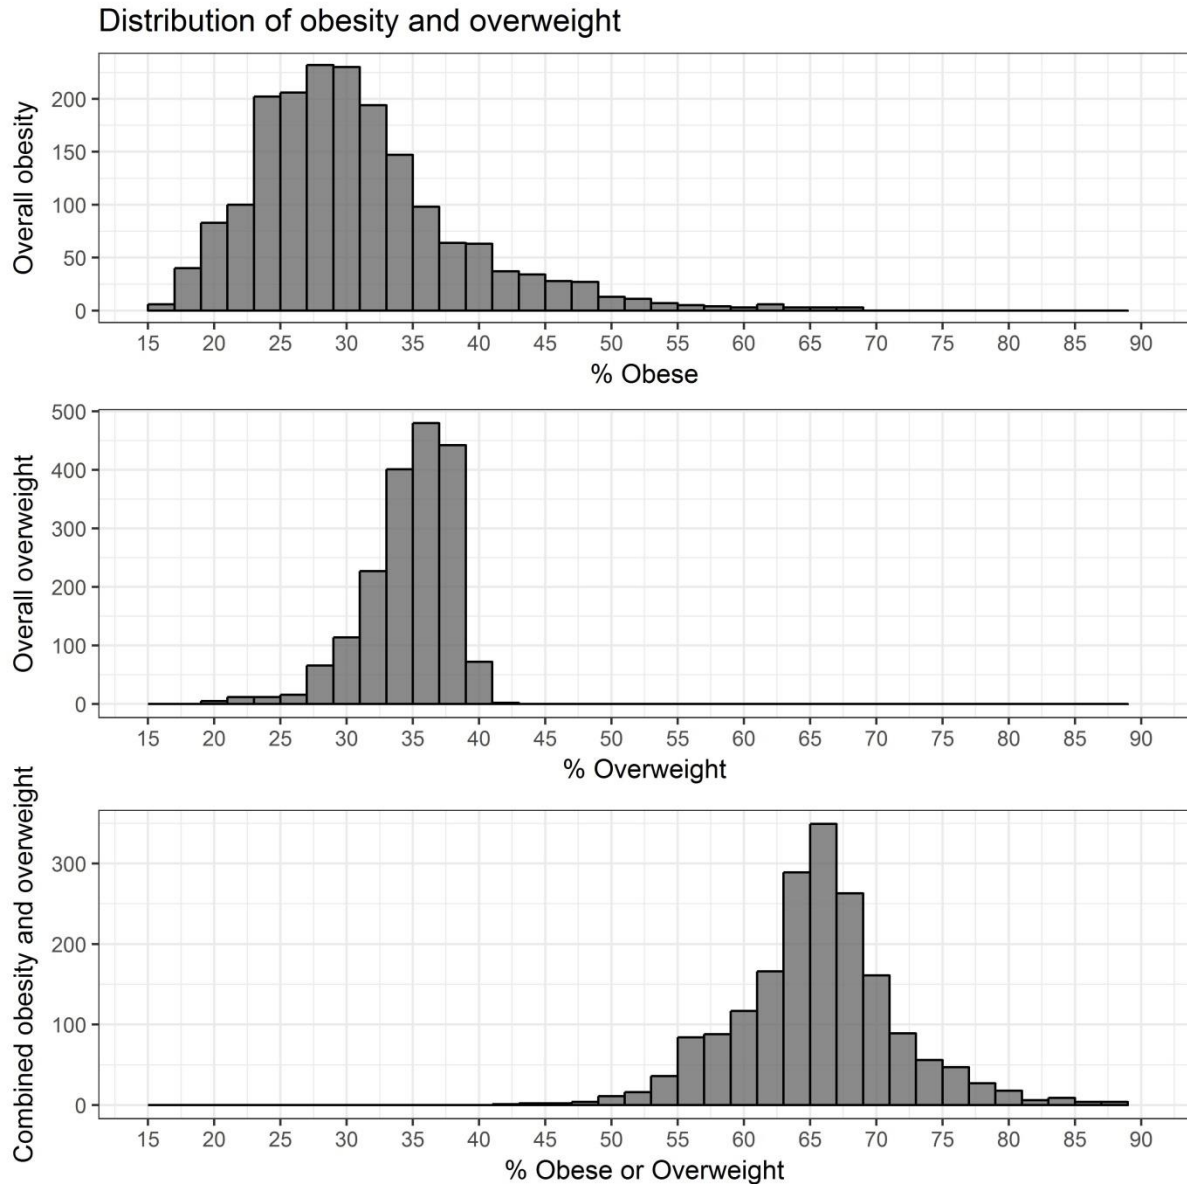 Distribution of obesity and overweight
Overall obesity
200
150
100
50
0
15 20 25 30 35 40 45 50 55 60 65 70 75 80 85 90
% Obese
Overall overweight
500
400
300
200
100
0
15 20 25 30 35 40 45 50 55 60 65 70 75 80 85 90
% Overweight
Combined obesity and overweight
300
200
100
0
15 20 25 30 35 40 45 50 55 60 65 70 75 80 85 90
% Obese or Overweight